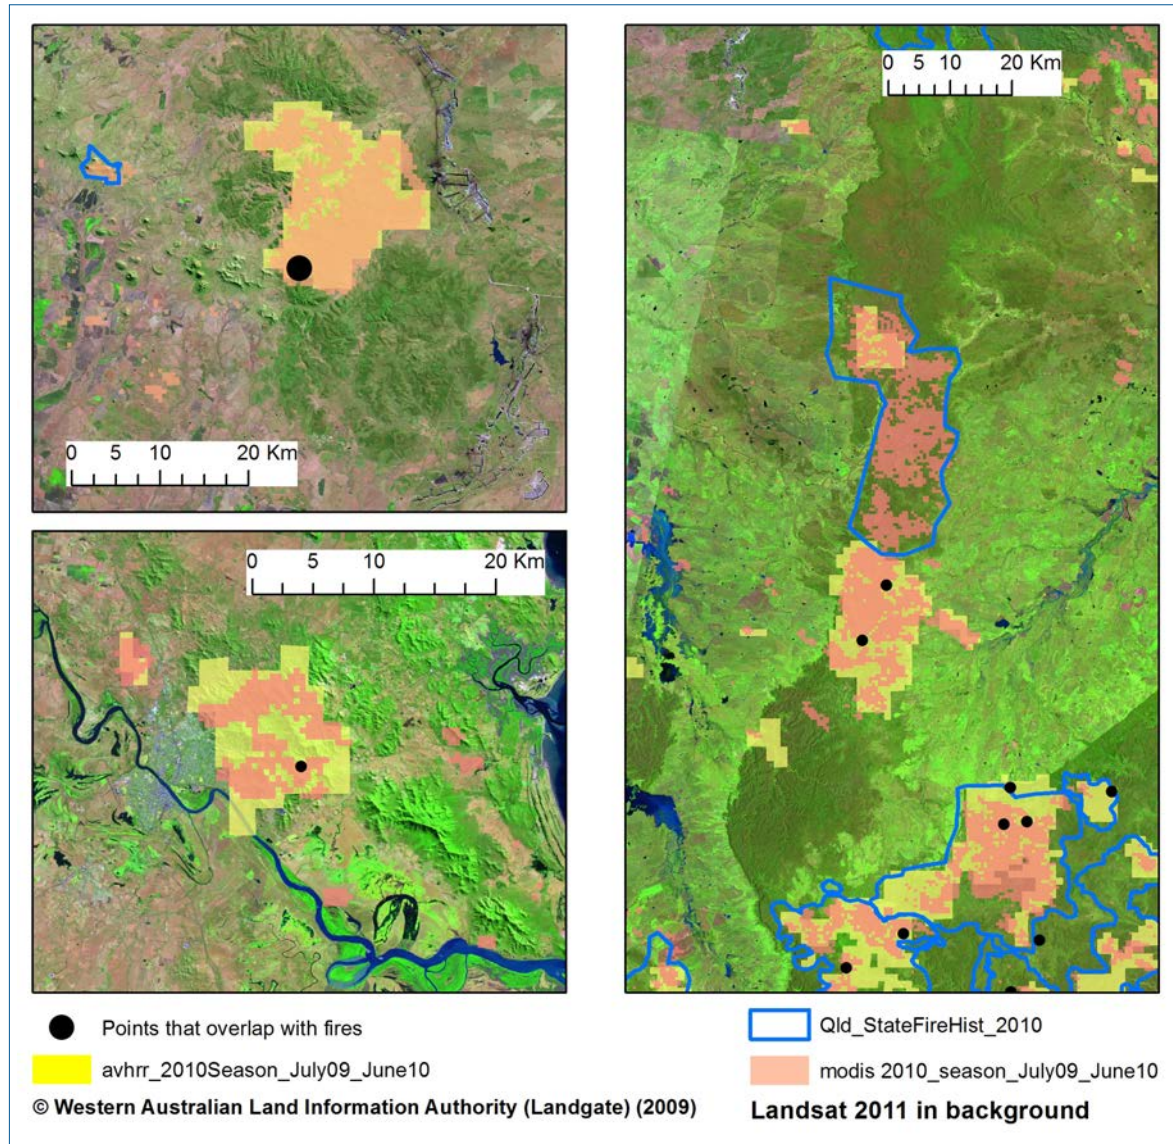 0 5 10 20 Km
0 5 10 20 Km
0 5 10 20 Km
Points that overlap with fires
Qld_StateFireHist_2010
avhrr_2010Season_July09_June10
modis 2010_season_July09_June10
© Western Australian Land Information Authority (Landgate) (2009)
Landsat 2011 in background